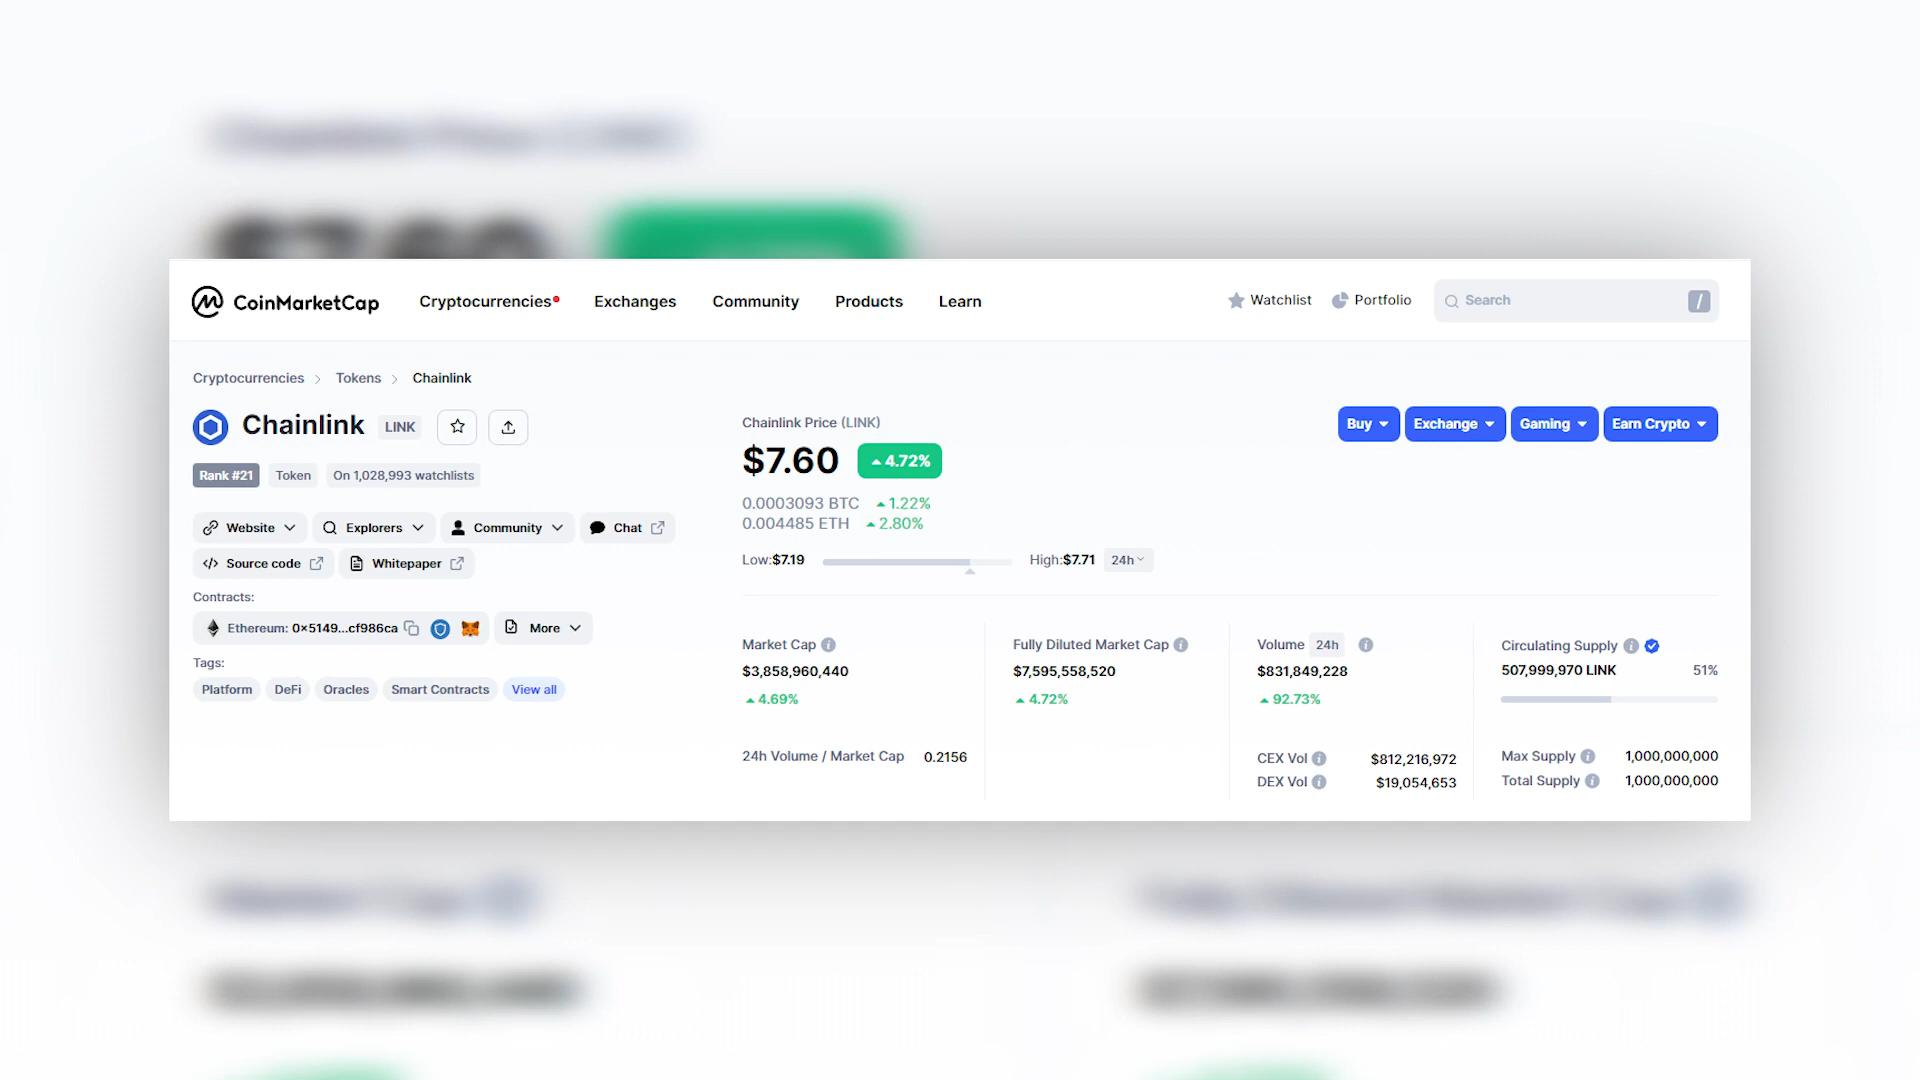 CoinMarketCap Cryptocurrencies Exchanges Community Products Learn Watchlist Portfolio Search /
Cryptocurrencies > Tokens > Chainlink
Chainlink LINK
Rank #21 Token On 1,028,993 watchlists
Website Explorers Community Chat
Source code Whitepaper
Contracts:
Ethereum: 0x5149...cf986ca More
Tags:
Platform DeFi Oracles Smart Contracts View all
Chainlink Price (LINK)
$7.60 4.72%
0.0003093 BTC 1.22%
0.004485 ETH 2.80%
Low:$7.19 High:$7.71 24h
Buy Exchange Gaming Earn Crypto
Market Cap
$3,858,960,440
4.69%
24h Volume / Market Cap 0.2156
Fully Diluted Market Cap
$7,595,558,520
4.72%
Volume 24h
$831,849,228
92.73%
CEX Vol $812,216,972
DEX Vol $19,054,653
Circulating Supply
507,999,970 LINK 51%
Max Supply 1,000,000,000
Total Supply 1,000,000,000